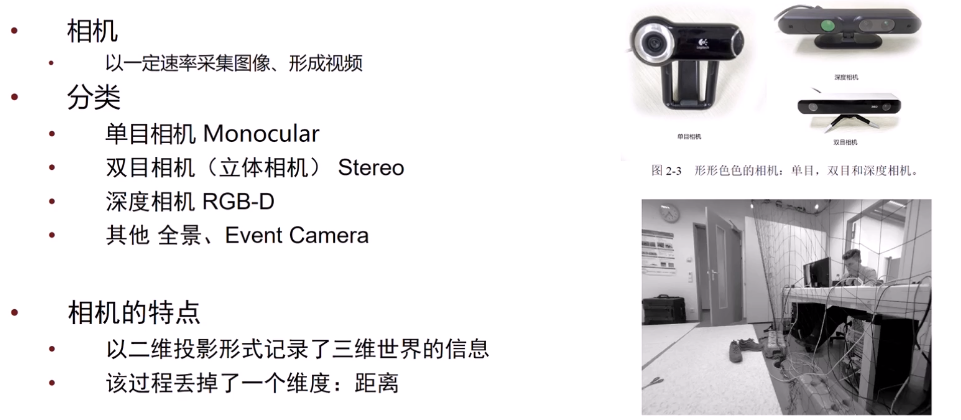 相机
以一定速率采集图像、形成视频
分类
单目相机 Monocular
双目相机（立体相机） Stereo
深度相机 RGB-D
其他 全景、Event Camera
相机的特点
以二维投影形式记录了三维世界的信息
该过程丢掉了一个维度：距离
单目相机
深度相机
双目相机
图 2-3 形形色色的相机：单目，双目和深度相机。